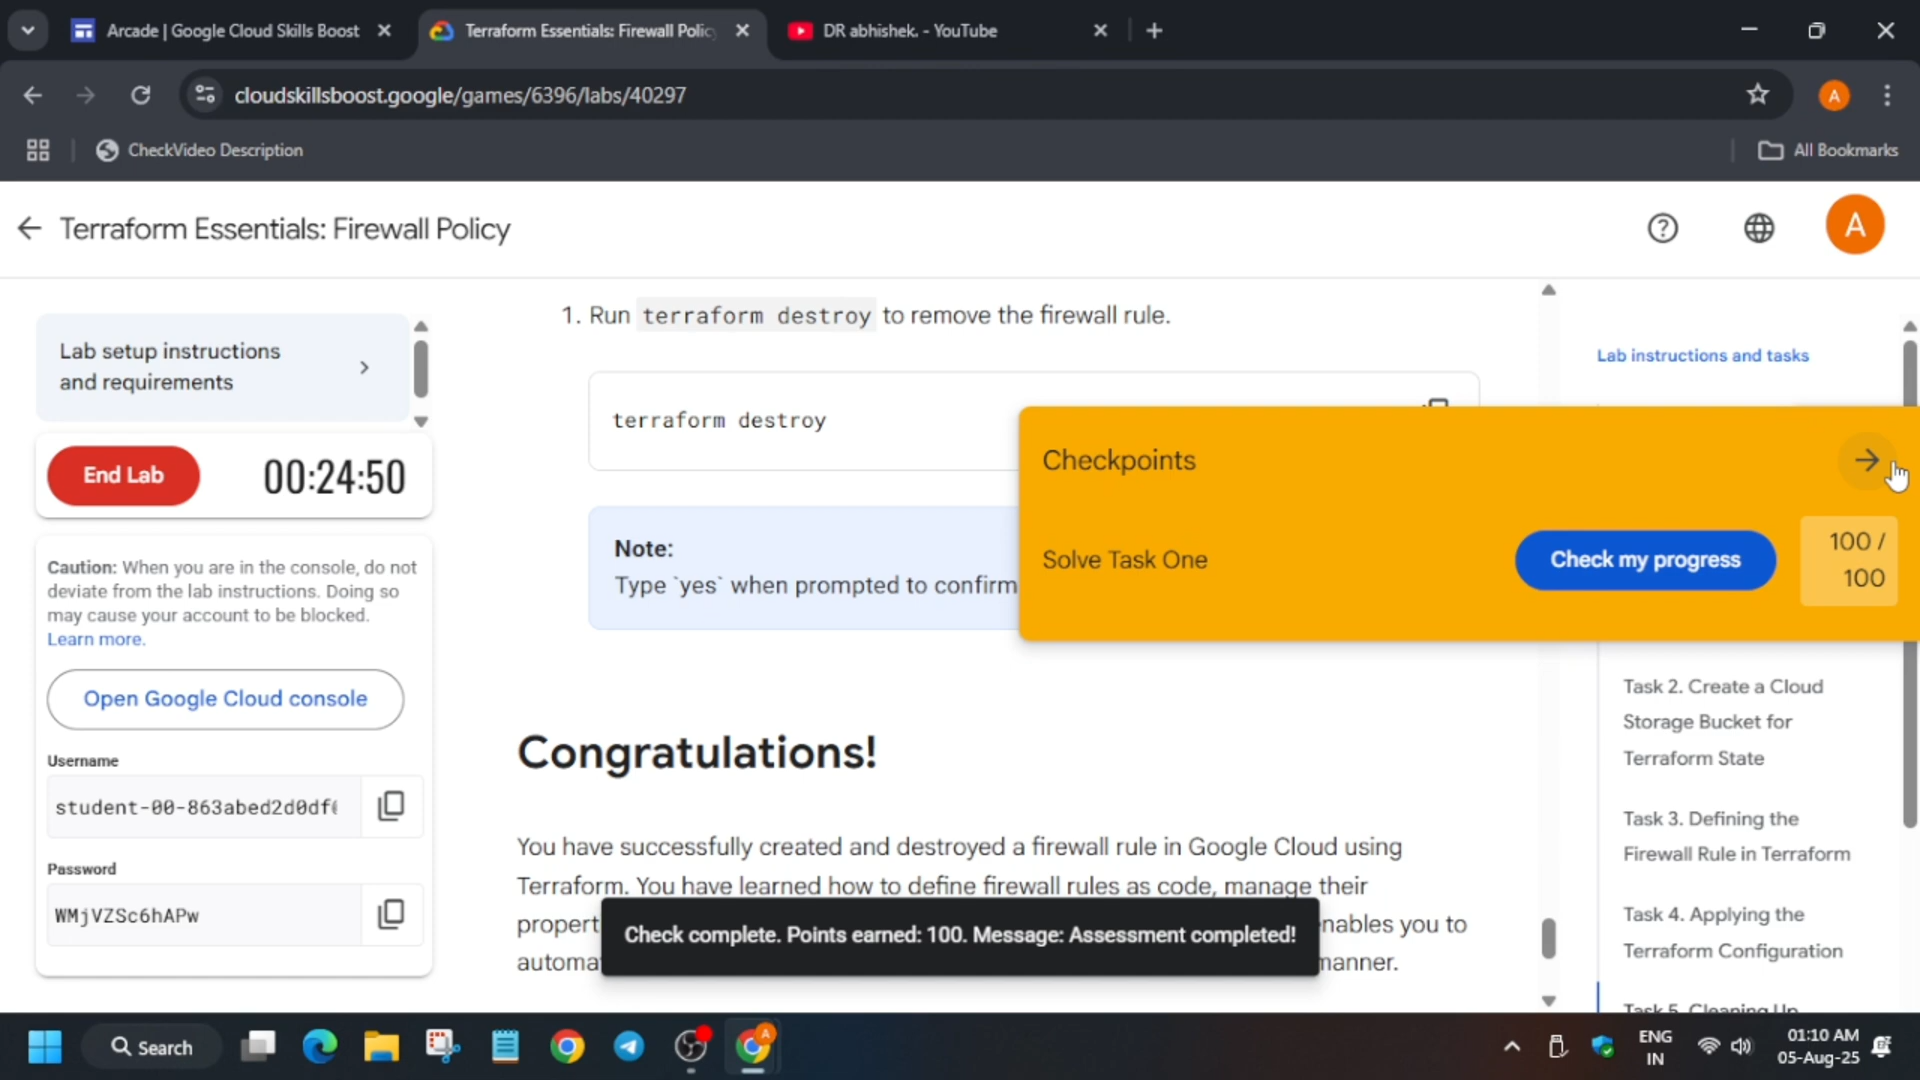 Arcade | Google Cloud Skills Boost
Terraform Essentials: Firewall Polic
DR abhishek. - YouTube
cloudskillsboost.google/games/6396/labs/40297
A
CheckVideo Description
All Bookmarks
Terraform Essentials: Firewall Policy
A
Lab setup instructions
and requirements
End Lab
00:24:50
Caution: When you are in the console, do not
deviate from the lab instructions. Doing so
may cause your account to be blocked.
Learn more.
Open Google Cloud console
Username
student-00-863abed2d0df
Password
WMjVZSc6hAPw
1. Run terraform destroy to remove the firewall rule.
terraform destroy
Note:
Type `yes` when prompted to confirm
Congratulations!
You have successfully created and destroyed a firewall rule in Google Cloud using
Terraform. You have learned how to define firewall rules as code, manage their
propert
nables you to
automa
manner.
Check complete. Points earned: 100. Message: Assessment completed!
Lab instructions and tasks
Checkpoints
Solve Task One
Check my progress
100 /
100
Task 2. Create a Cloud
Storage Bucket for
Terraform State
Task 3. Defining the
Firewall Rule in Terraform
Task 4. Applying the
Terraform Configuration
Task 5. Cleaning Up
Search
A
ENG
IN
01:10 AM
05-Aug-25